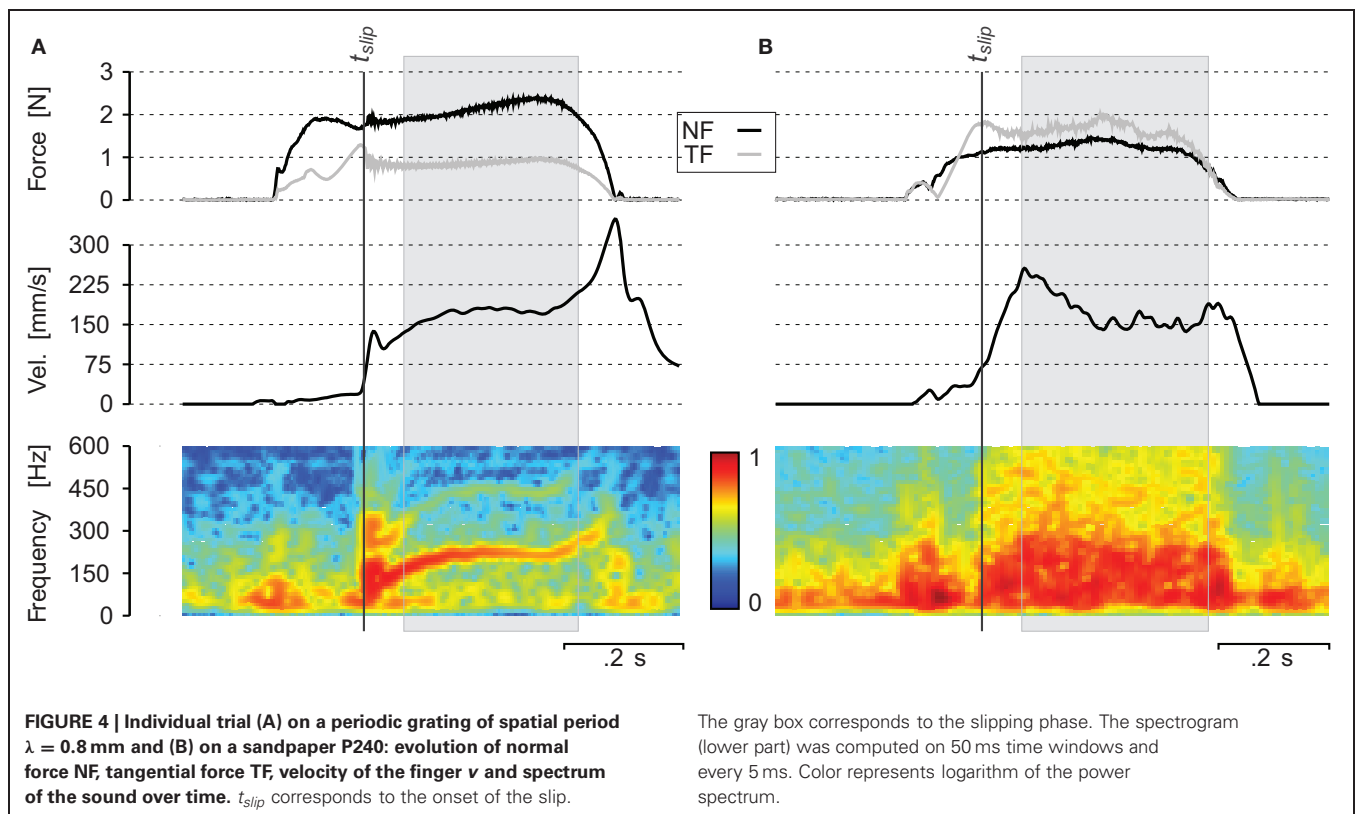 A
t_slip
B
t_slip
Force [N]
3
2
1
0
NF
TF
Vel. [mm/s]
300
225
150
75
0
Frequency [Hz]
600
450
300
150
0
1
0
.2 s
.2 s
FIGURE 4 | Individual trial (A) on a periodic grating of spatial period
λ = 0.8 mm and (B) on a sandpaper P240: evolution of normal
force NF, tangential force TF, velocity of the finger v and spectrum
of the sound over time. t_slip corresponds to the onset of the slip.
The gray box corresponds to the slipping phase. The spectrogram
(lower part) was computed on 50 ms time windows and
every 5 ms. Color represents logarithm of the power
spectrum.